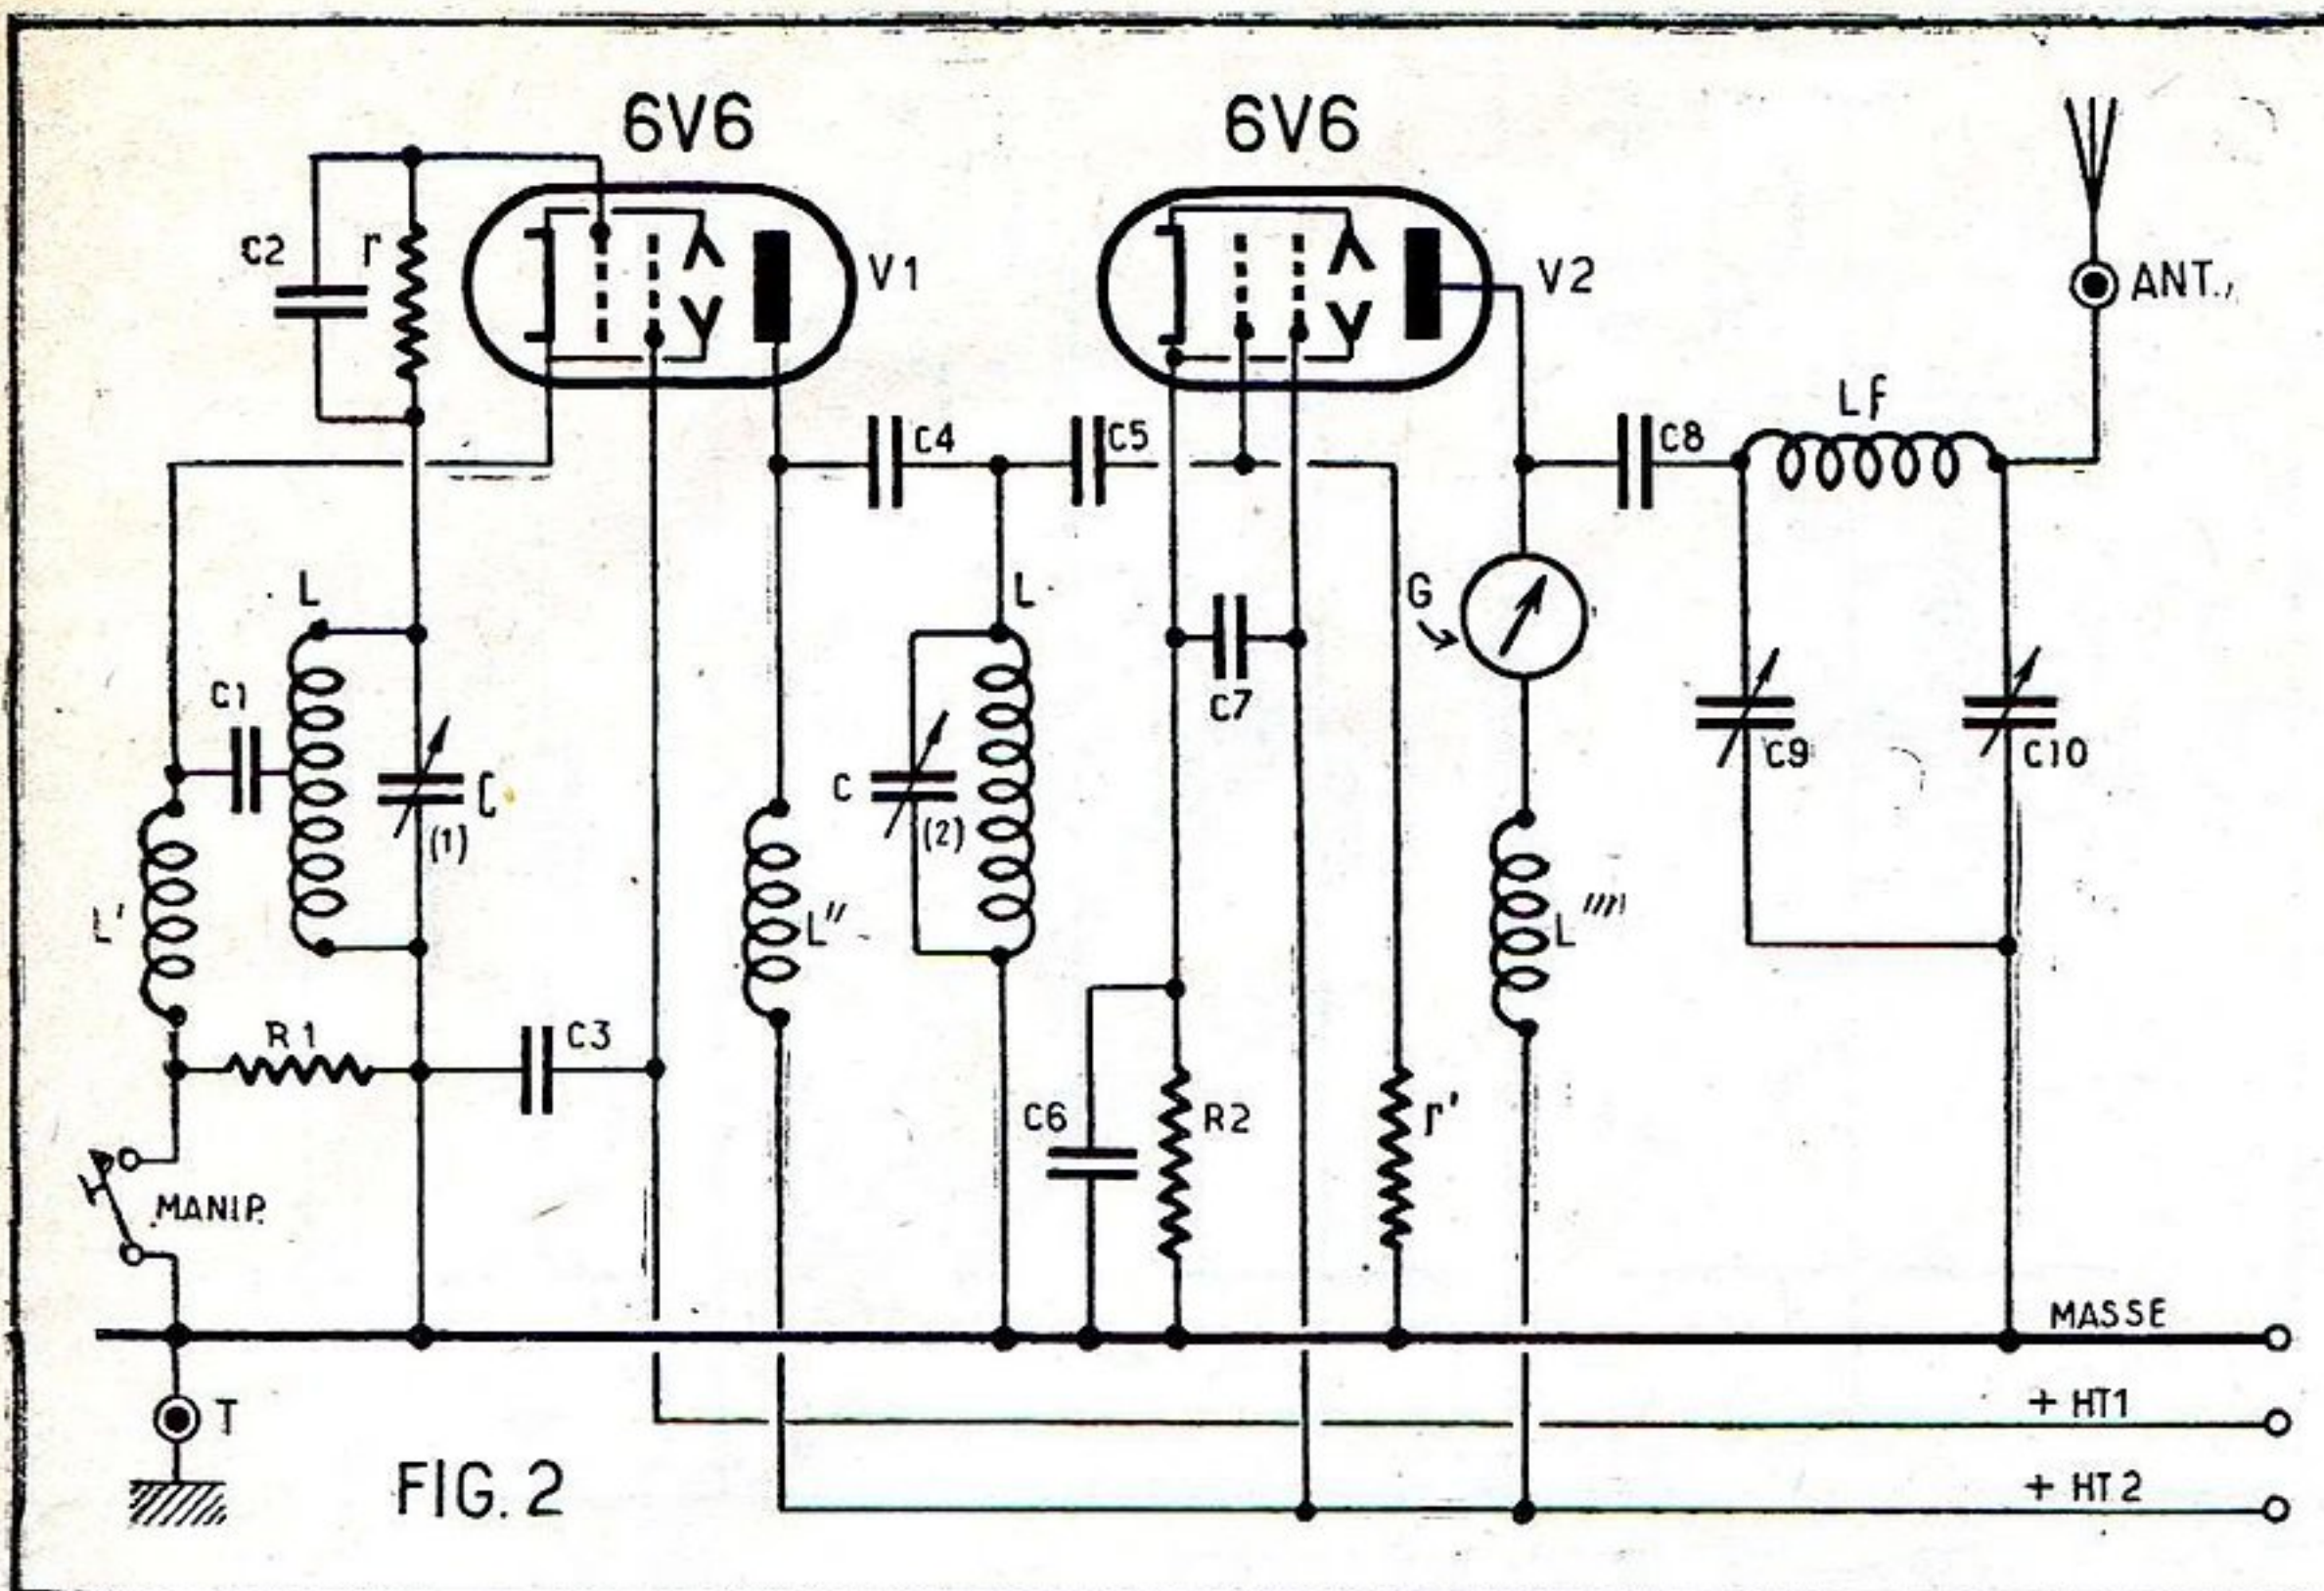 6V6
6V6
C2
r
V1
V2
ANT.
C4
C5
C8
Lf
L
L
G
C1
C7
C
(1)
C
(2)
C9
C10
L'
L''
L''''
R1
C3
C6
R2
r'
MANIP.
MASSE
T
+ HT1
FIG. 2
+ HT2